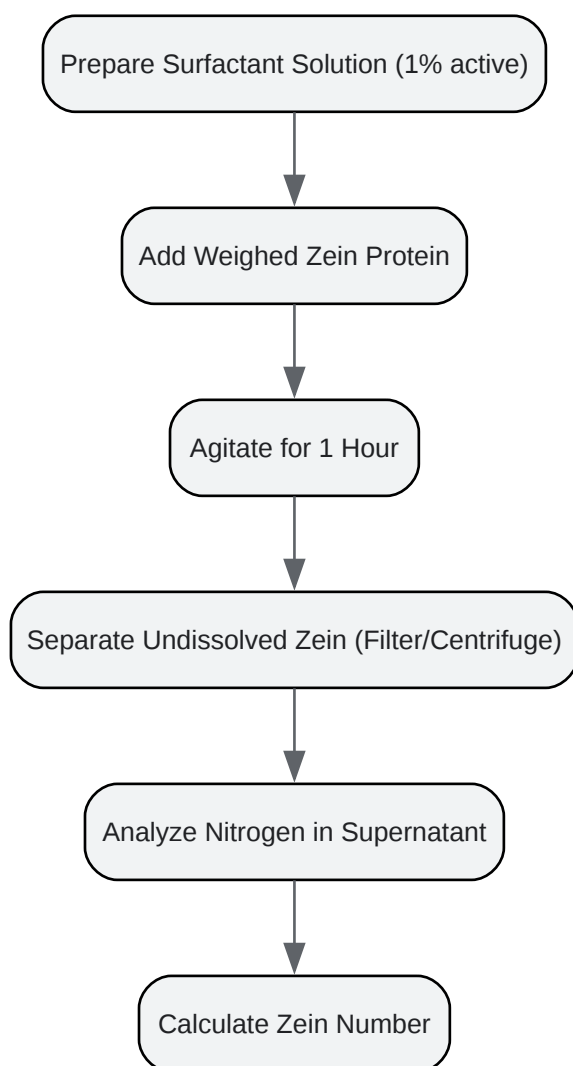 Prepare Surfactant Solution (1% active)
Add Weighed Zein Protein
Agitate for 1 Hour
Separate Undissolved Zein (Filter/Centrifuge)
Analyze Nitrogen in Supernatant
Calculate Zein Number